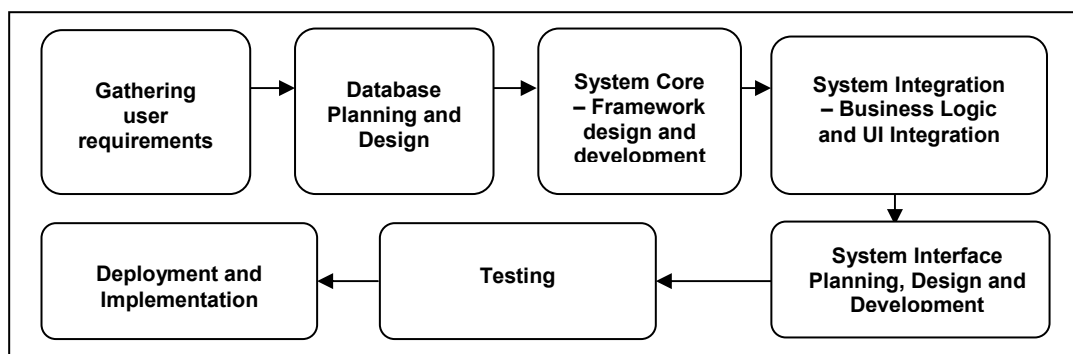 Gathering
user
requirements
Database
Planning and
Design
System Core
– Framework
design and
development
System Integration
– Business Logic
and UI Integration
System Interface
Planning, Design and
Development
Testing
Deployment and
Implementation